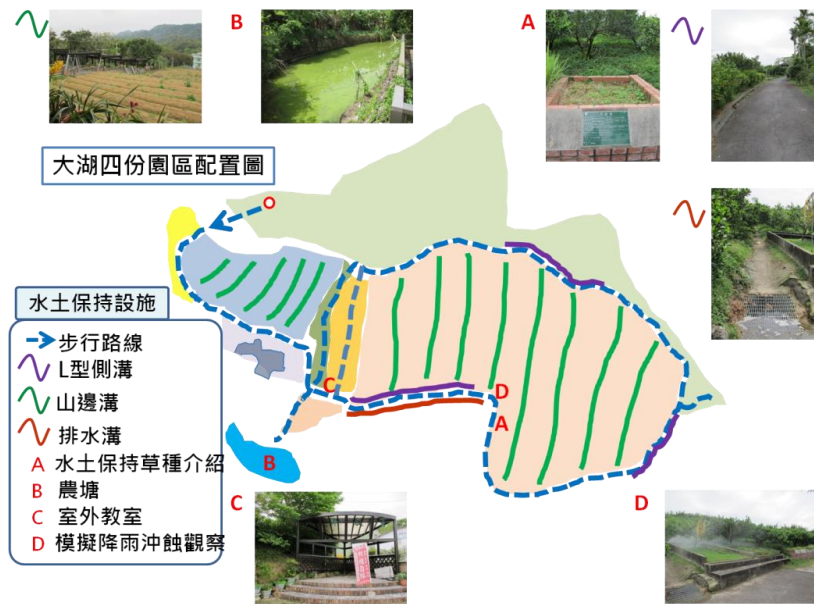 B
A
大湖四份園區配置圖
水土保持設施
步行路線
L型側溝
山邊溝
排水溝
A 水土保持草種介紹
B 農塘
C 室外教室
D 模擬降雨沖蝕觀察
C
D
A
B
C
D